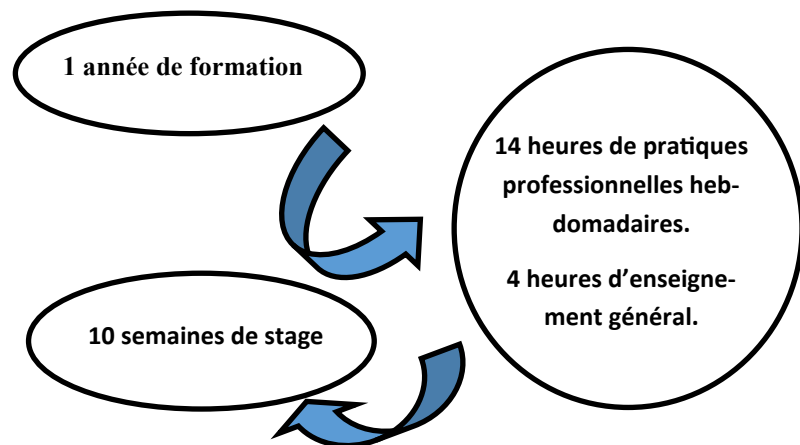 1 année de formation
14 heures de pratiques
professionnelles heb-
domadaires.
4 heures d’enseigne-
ment général.
10 semaines de stage